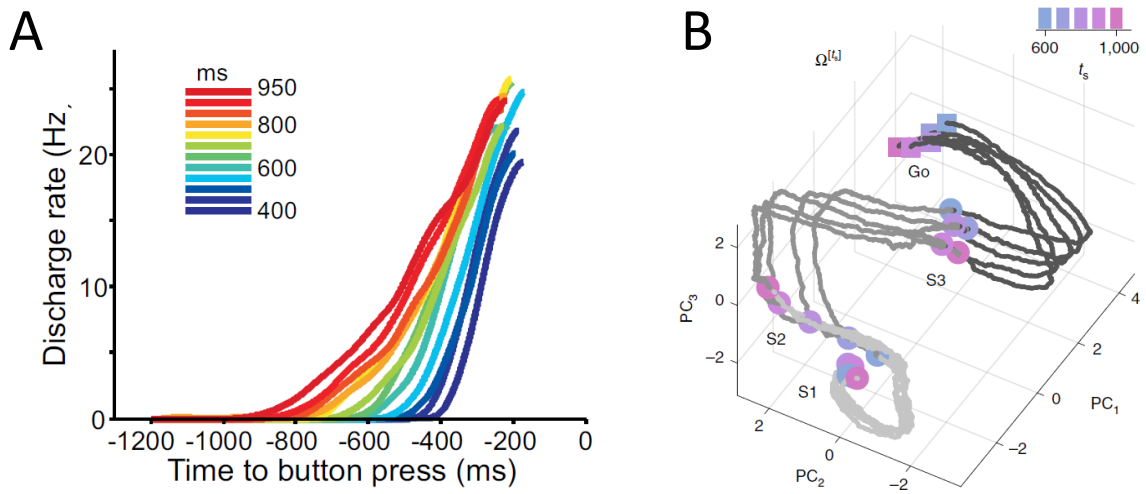 A
ms
950
800
600
400
Discharge rate (Hz,
20
10
0
-1200 -1000 -800 -600 -400 -200 0
Time to button press (ms)
B
600 1,000
ts
Ω[ts]
Go
S3
S2
S1
PC3
2
0
−2
PC2
2
0
−2
PC1
4
2
0
−2